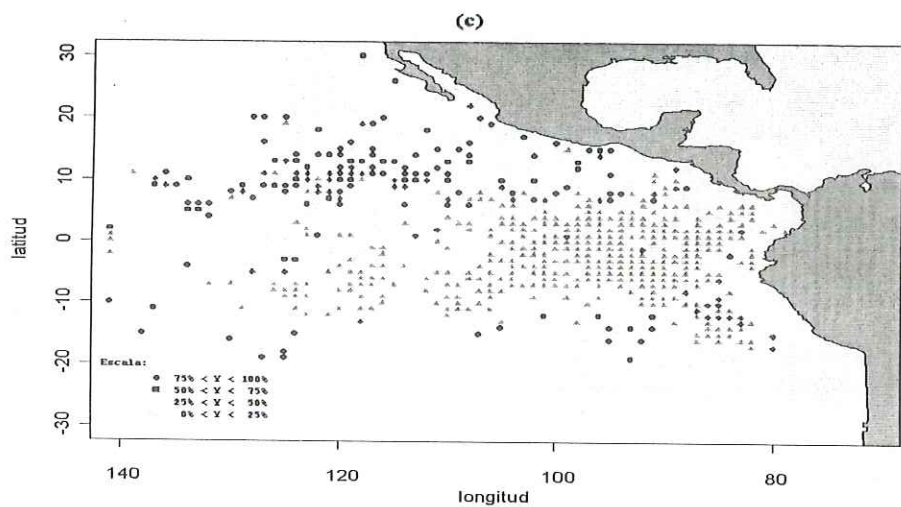 (c)
30
20
10
0
-10
-20
-30
latitud
Escala:
75% < Y < 100%
50% < Y < 75%
25% < Y < 50%
0% < Y < 25%
140
120
100
80
longitud